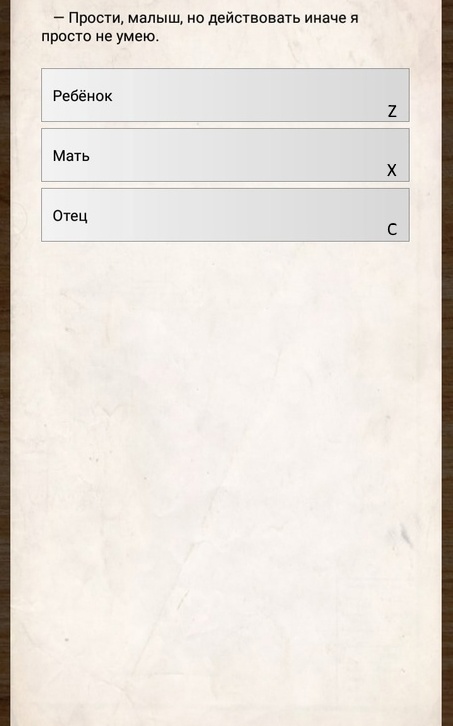 — Прости, малыш, но действовать иначе я
просто не умею.
Ребёнок
Z
Мать
X
Отец
C